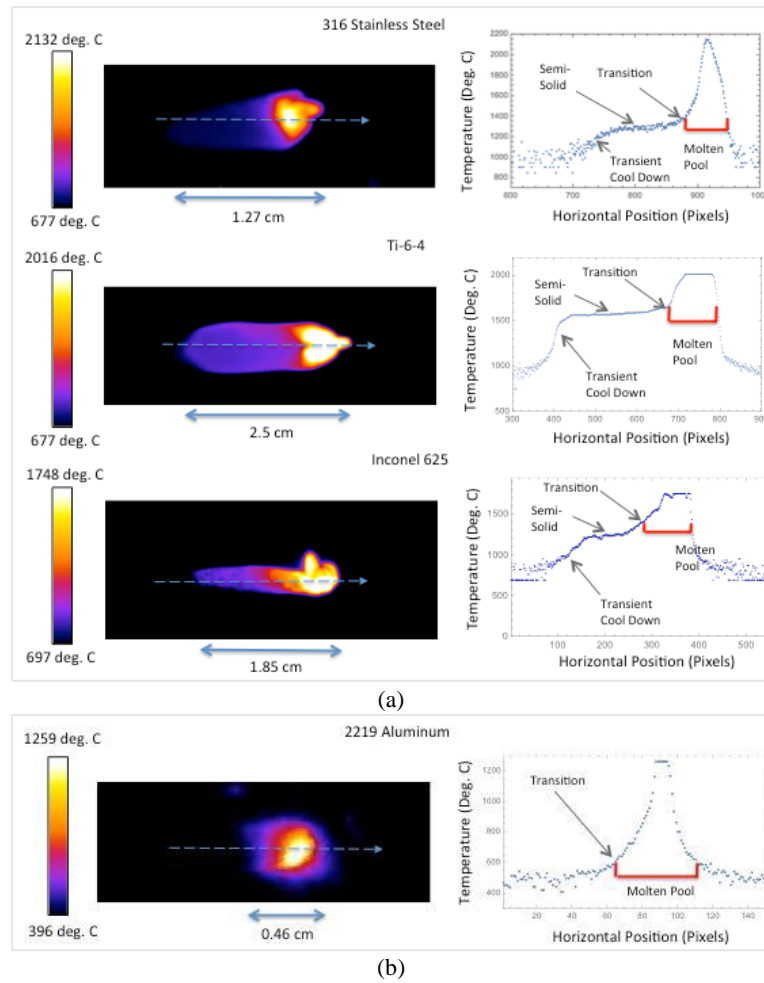 316 Stainless Steel
2132 deg. C
677 deg. C
1.27 cm
Temperature (Deg. C)
2200
2000
1800
1600
1400
1200
1000
800
Semi-
Solid
Transition
Transient
Cool Down
Molten
Pool
600
700
800
900
100
Horizontal Position (Pixels)
Ti-6-4
2016 deg. C
677 deg. C
2.5 cm
Temperature (Deg. C)
2000
1500
1000
500
Semi-
Solid
Transition
Transient
Cool Down
Molten
Pool
300
400
500
600
700
800
90
Horizontal Position (Pixels)
Inconel 625
1748 deg. C
697 deg. C
1.85 cm
Temperature (Deg. C)
1500
1000
500
0
Transition
Semi-
Solid
Transient
Cool Down
Molten
Pool
100
200
300
400
500
Horizontal Position (Pixels)
(a)
2219 Aluminum
1259 deg. C
396 deg. C
0.46 cm
Temperature (Deg. C)
1200
1000
800
600
400
Transition
Molten Pool
0
20
40
60
80
100
120
140
Horizontal Position (Pixels)
(b)